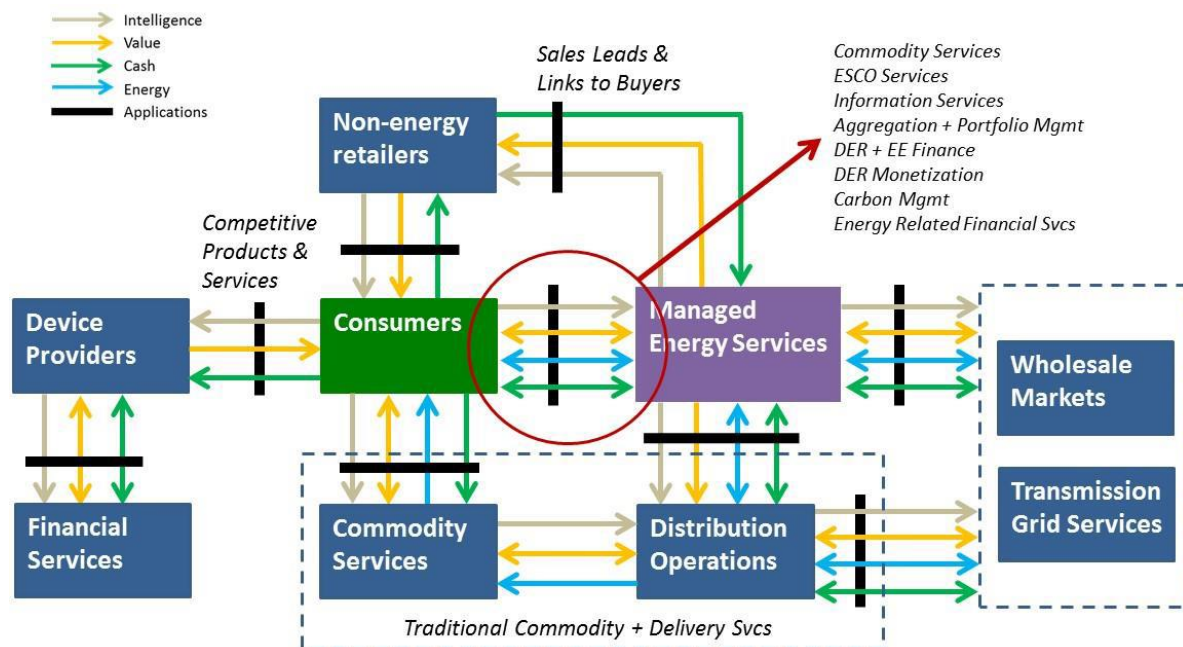 Intelligence
Value
Cash
Energy
Applications
Sales Leads &
Links to Buyers
Commodity Services
ESCO Services
Information Services
Aggregation + Portfolio Mgmt
DER + EE Finance
DER Monetization
Carbon Mgmt
Energy Related Financial Svcs
Non-energy
retailers
Competitive
Products &
Services
Device
Providers
Consumers
Managed
Energy Services
Wholesale
Markets
Financial
Services
Commodity
Services
Distribution
Operations
Transmission
Grid Services
Traditional Commodity + Delivery Svcs